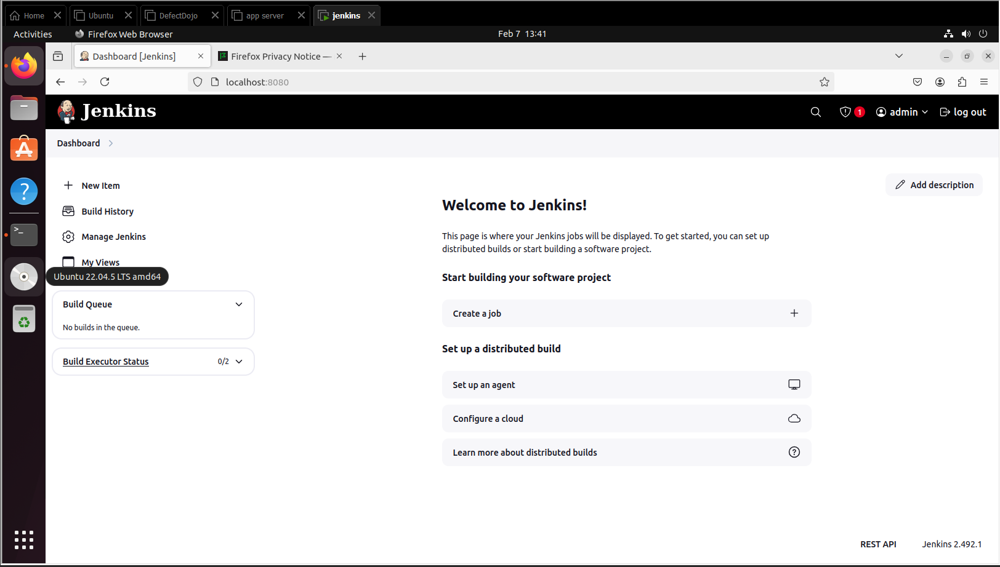 Home
Ubuntu
DefectDojo
app server
jenkins
Activities
Firefox Web Browser
Feb 7 13:41
Dashboard [Jenkins]
Firefox Privacy Notice —
localhost:8080
Jenkins
1
admin
log out
Dashboard
New Item
Build History
Manage Jenkins
My Views
Ubuntu 22.04.5 LTS amd64
Build Queue
No builds in the queue.
Build Executor Status
0/2
Add description
Welcome to Jenkins!
This page is where your Jenkins jobs will be displayed. To get started, you can set up
distributed builds or start building a software project.
Start building your software project
Create a job
Set up a distributed build
Set up an agent
Configure a cloud
Learn more about distributed builds
REST API
Jenkins 2.492.1